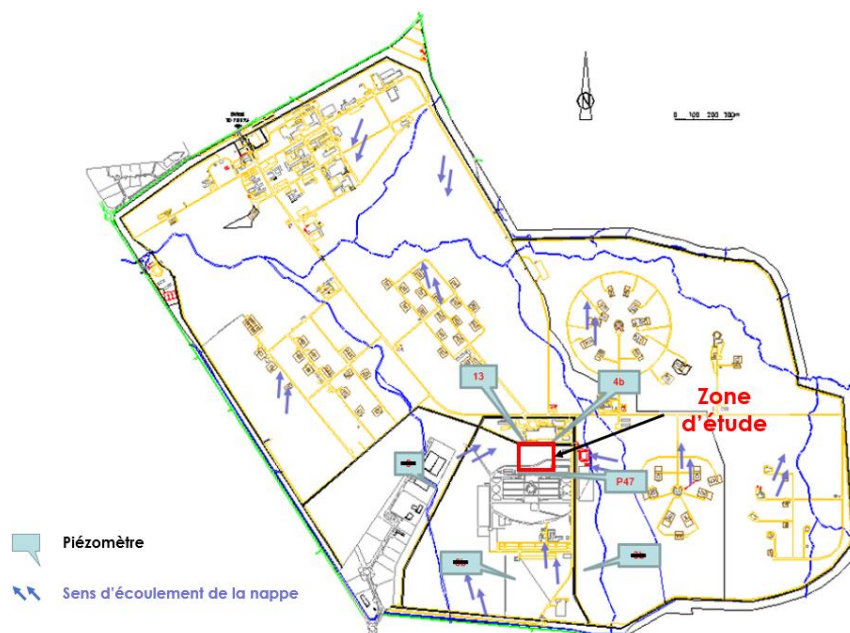 N
0 100 200 300m
13
4b
Zone
d'étude
P47
Piézomètre
Sens d'écoulement de la nappe